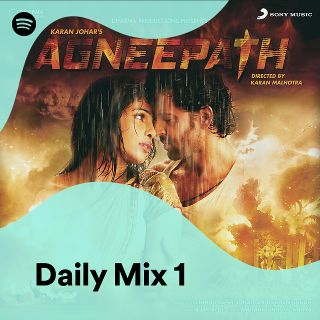 DHARMA PRODUCTIONS PRESENTS
SONY MUSIC
KARAN JOHAR'S
AGNEEPATH
DIRECTED BY
KARAN MALHOTRA
Daily Mix 1